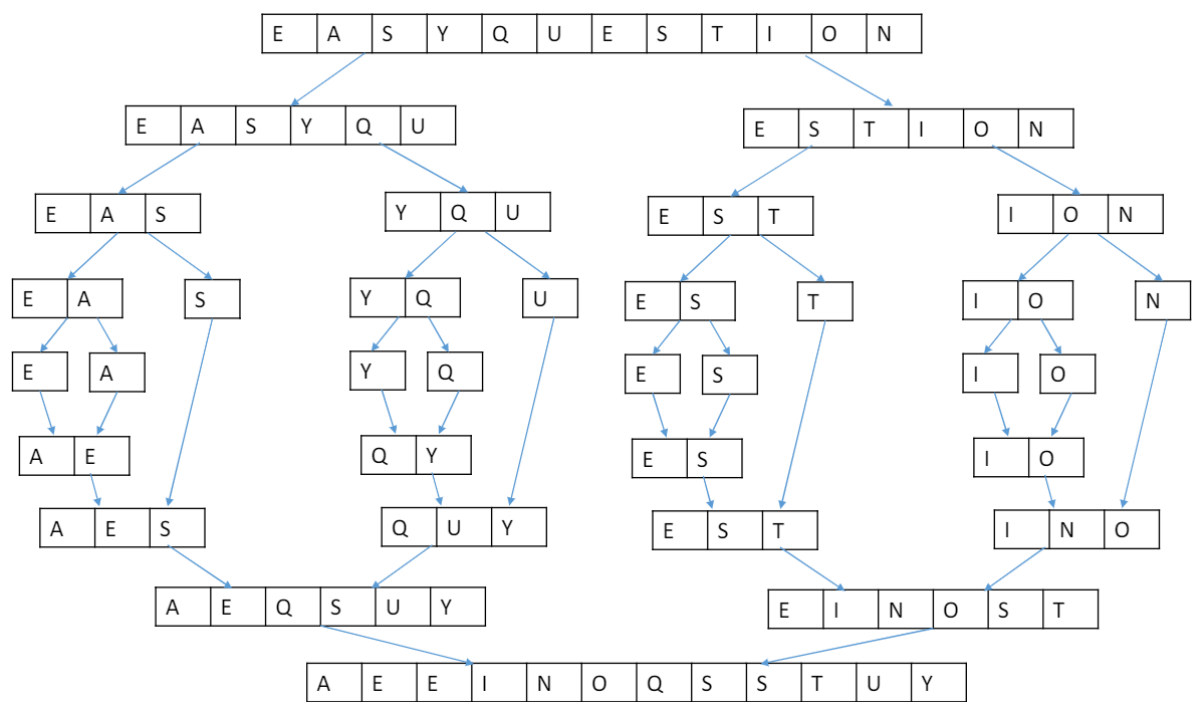 E A S Y Q U E S T I O N
E A S Y Q U
E S T I O N
E A S
Y Q U
E S T
I O N
E A
S
Y Q
U
E S
T
I O
N
E
A
Y
Q
E
S
I
O
A E
Q Y
E S
I O
A E S
Q U Y
E S T
I N O
A E Q S U Y
E I N O S T
A E E I N O Q S S T U Y